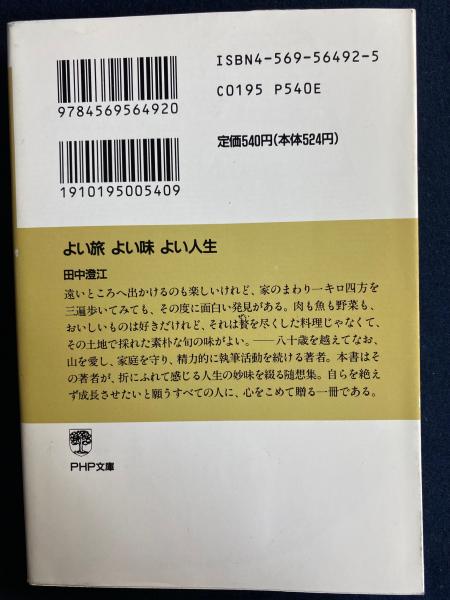 ISBN4-569-56492-5
C0195 P540E
9784569564920
定価540円(本体524円)
1910195005409
よい旅 よい味 よい人生
田中澄江
遠いところへ出かけるのも楽しいけれど、家のまわり一キロ四方を
三遍歩いてみても、その度に面白い発見がある。肉も魚も野菜も、
おいしいものは好きだけれど、それは贅を尽くした料理じゃなくて、
その土地で採れた素朴な旬の味がよい。――八十歳を越えてなお、
山を愛し、家庭を守り、精力的に執筆活動を続ける著者。本書はそ
の著者が、折にふれて感じる人生の妙味を綴る随想集。自らを絶え
ず成長させたいと願うすべての人に、心をこめて贈る一冊である。
PHP文庫